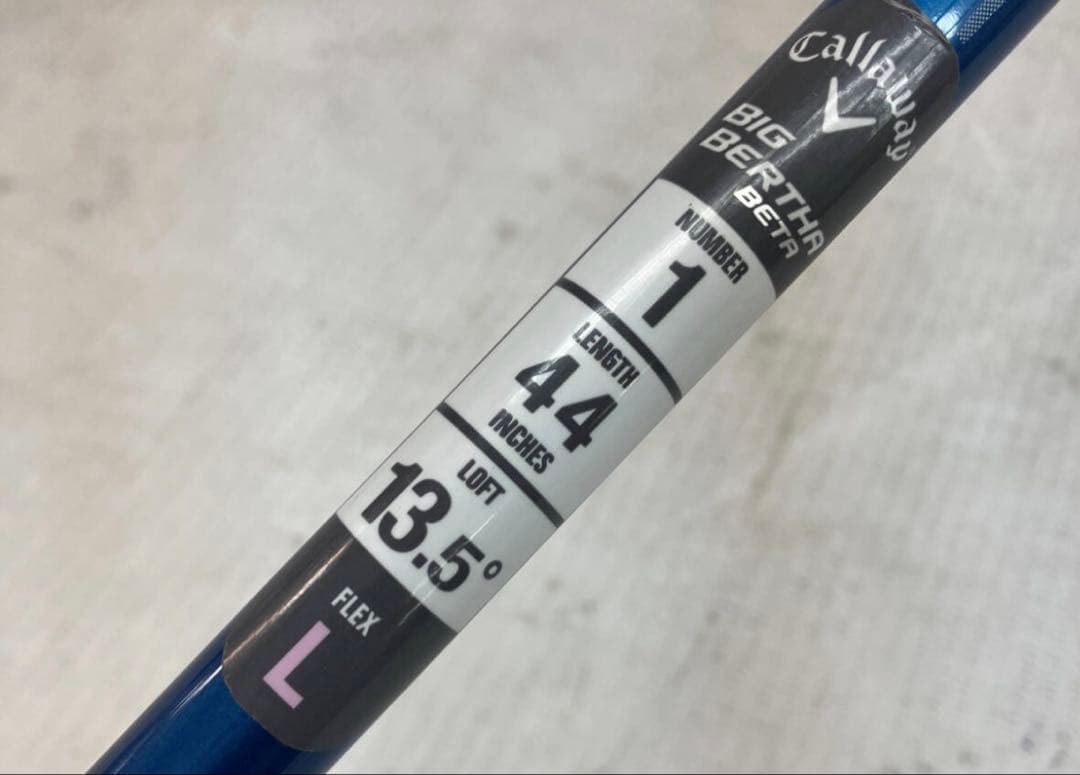 Callaway
BIG
BERTHA
BETA
NUMBER
1
LENGTH
44
INCHES
LOFT
13.5°
FLEX
L